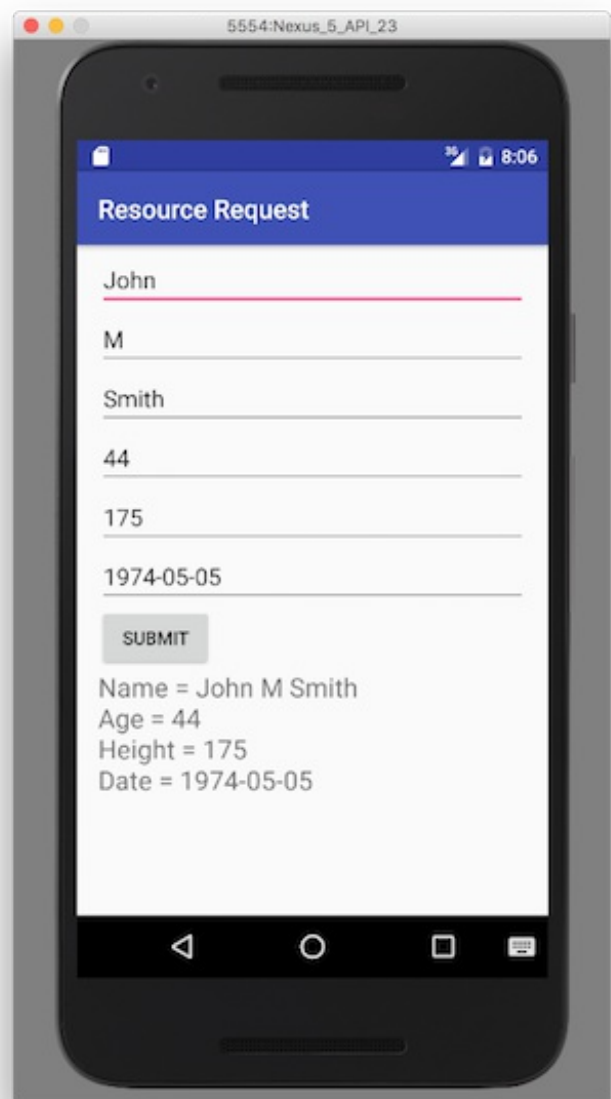 5554:Nexus_5_API_23
3G 8:06
Resource Request
John
M
Smith
44
175
1974-05-05
SUBMIT
Name = John M Smith
Age = 44
Height = 175
Date = 1974-05-05